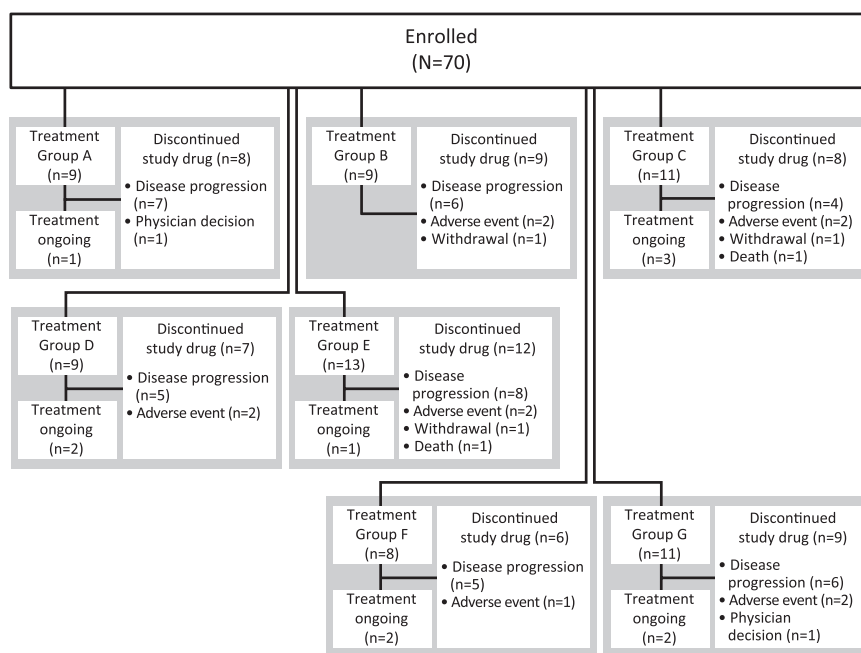 Enrolled
(N=70)
Treatment
Group A
(n=9)
Treatment
ongoing
(n=1)
Discontinued
study drug (n=8)
• Disease progression
(n=7)
• Physician decision
(n=1)
Treatment
Group B
(n=9)
Discontinued
study drug (n=9)
• Disease progression
(n=6)
• Adverse event (n=2)
• Withdrawal (n=1)
Treatment
Group C
(n=11)
Treatment
ongoing
(n=3)
Discontinued
study drug (n=8)
• Disease
progression (n=4)
• Adverse event (n=2)
• Withdrawal (n=1)
• Death (n=1)
Treatment
Group D
(n=9)
Treatment
ongoing
(n=2)
Discontinued
study drug (n=7)
• Disease progression
(n=5)
• Adverse event (n=2)
Treatment
Group E
(n=13)
Treatment
ongoing
(n=1)
Discontinued
study drug (n=12)
• Disease
progression (n=8)
• Adverse event (n=2)
• Withdrawal (n=1)
• Death (n=1)
Treatment
Group F
(n=8)
Treatment
ongoing
(n=2)
Discontinued
study drug (n=6)
• Disease progression
(n=5)
• Adverse event (n=1)
Treatment
Group G
(n=11)
Treatment
ongoing
(n=2)
Discontinued
study drug (n=9)
• Disease
progression (n=6)
• Adverse event (n=2)
• Physician
decision (n=1)